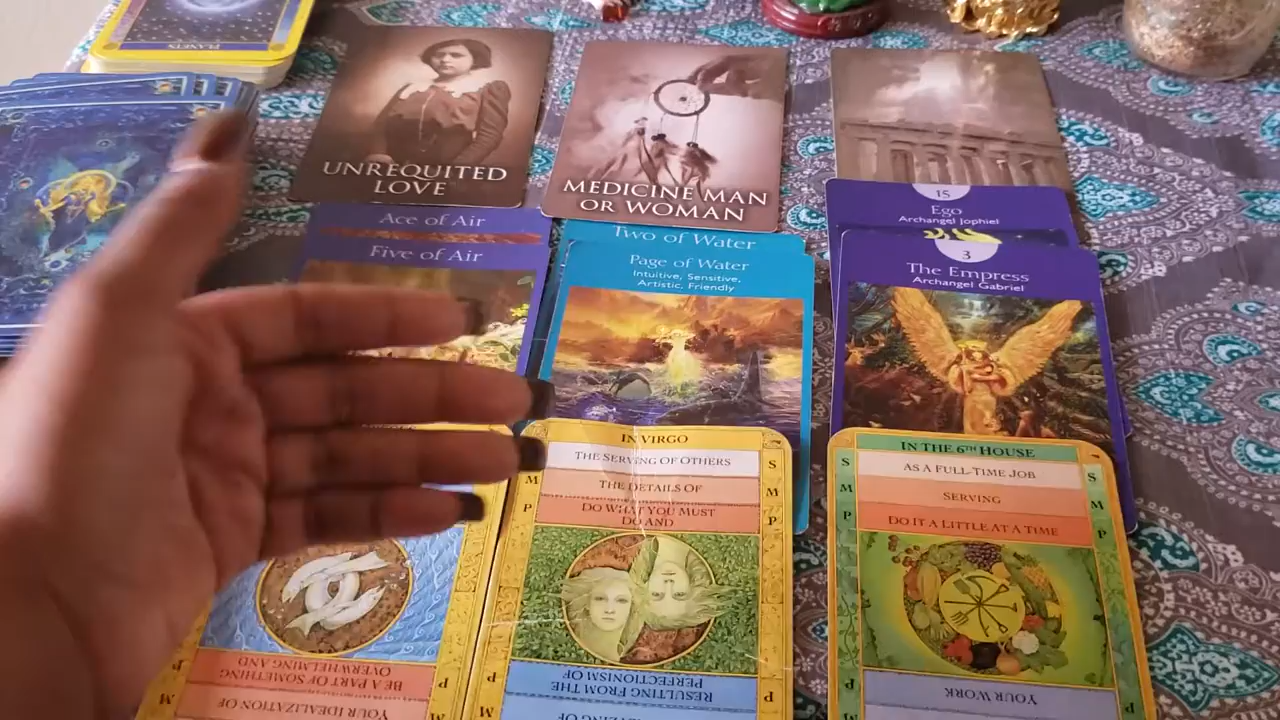 PLANETS
UNREQUITED
LOVE
MEDICINE MAN
OR WOMAN
Ace of Air
Five of Air
Two of Water
Page of Water
Intuitive, Sensitive,
Artistic, Friendly
15
Ego
Archangel Jophiel
3
The Empress
Archangel Gabriel
IN VIRGO
THE SERVING OF OTHERS
THE DETAILS OF
DO WHAT YOU MUST
DO AND
S
M
P
M
P
RESULTING FROM THE
PERFECTIONISM OF
P
M
IN THE 6TH HOUSE
AS A FULL-TIME JOB
SERVING
DO IT A LITTLE AT A TIME
S
M
P
S
M
P
YOUR WORK
P
P
BE A PART OF SOMETHING
OVERWHELMING AND
YOUR IDEALIZATION OF
P
M
P
M